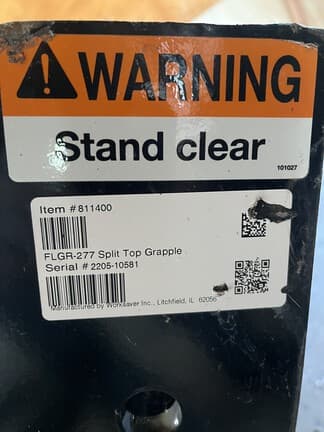 WARNING
Stand clear
101027
Item # 811400
FLGR-277 Split Top Grapple
Serial # 2205-10581
Manufactured by Worksaver Inc., Litchfield, IL 62056